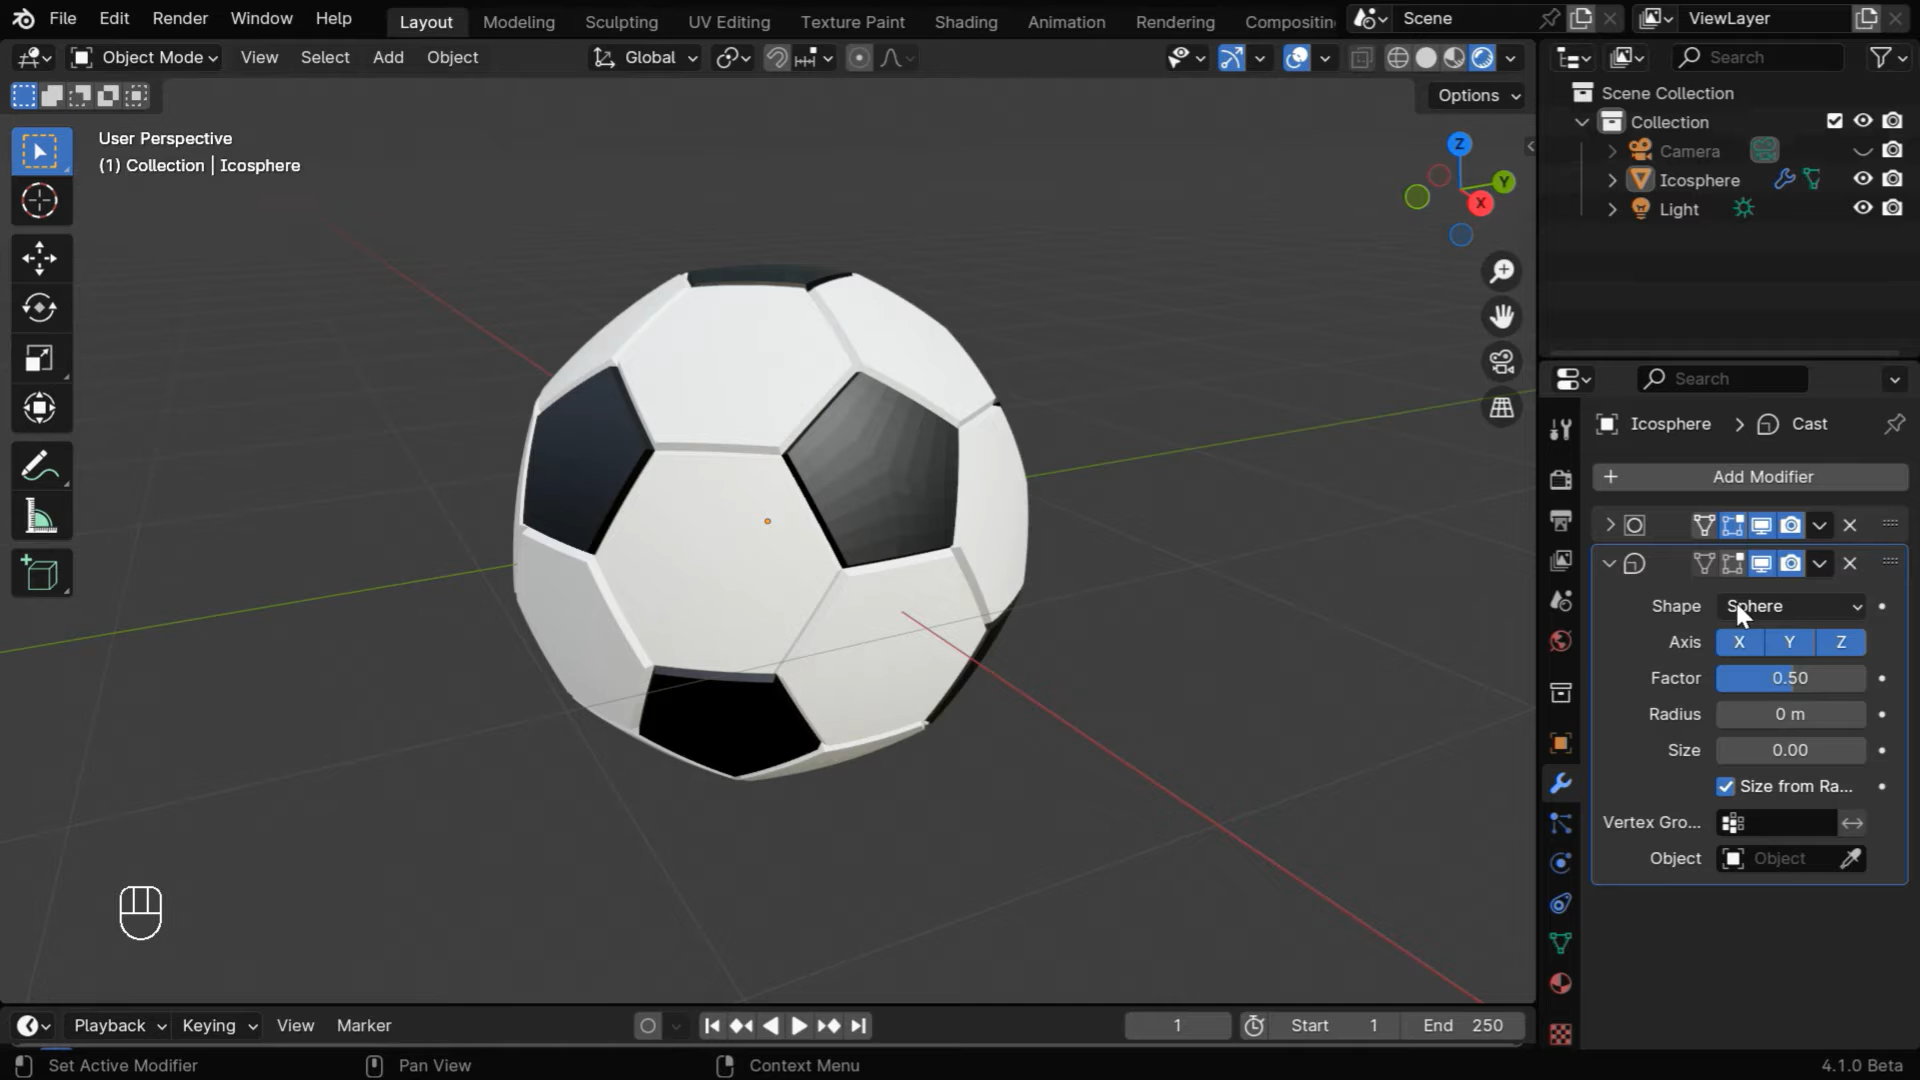 File Edit Render Window Help Layout Modeling Sculpting UV Editing Texture Paint Shading Animation Rendering Compositin Scene ViewLayer
Object Mode View Select Add Object Global Search
Options
User Perspective
(1) Collection | Icosphere
Z
Y
X
Scene Collection
Collection
Camera
Icosphere
Light
Search
Icosphere > Cast
+ Add Modifier
Shape Sphere
Axis X Y Z
Factor 0.50
Radius 0 m
Size 0.00
Size from Ra...
Vertex Gro...
Object Object
Playback Keying View Marker 1 Start 1 End 250
Set Active Modifier Pan View Context Menu 4.1.0 Beta